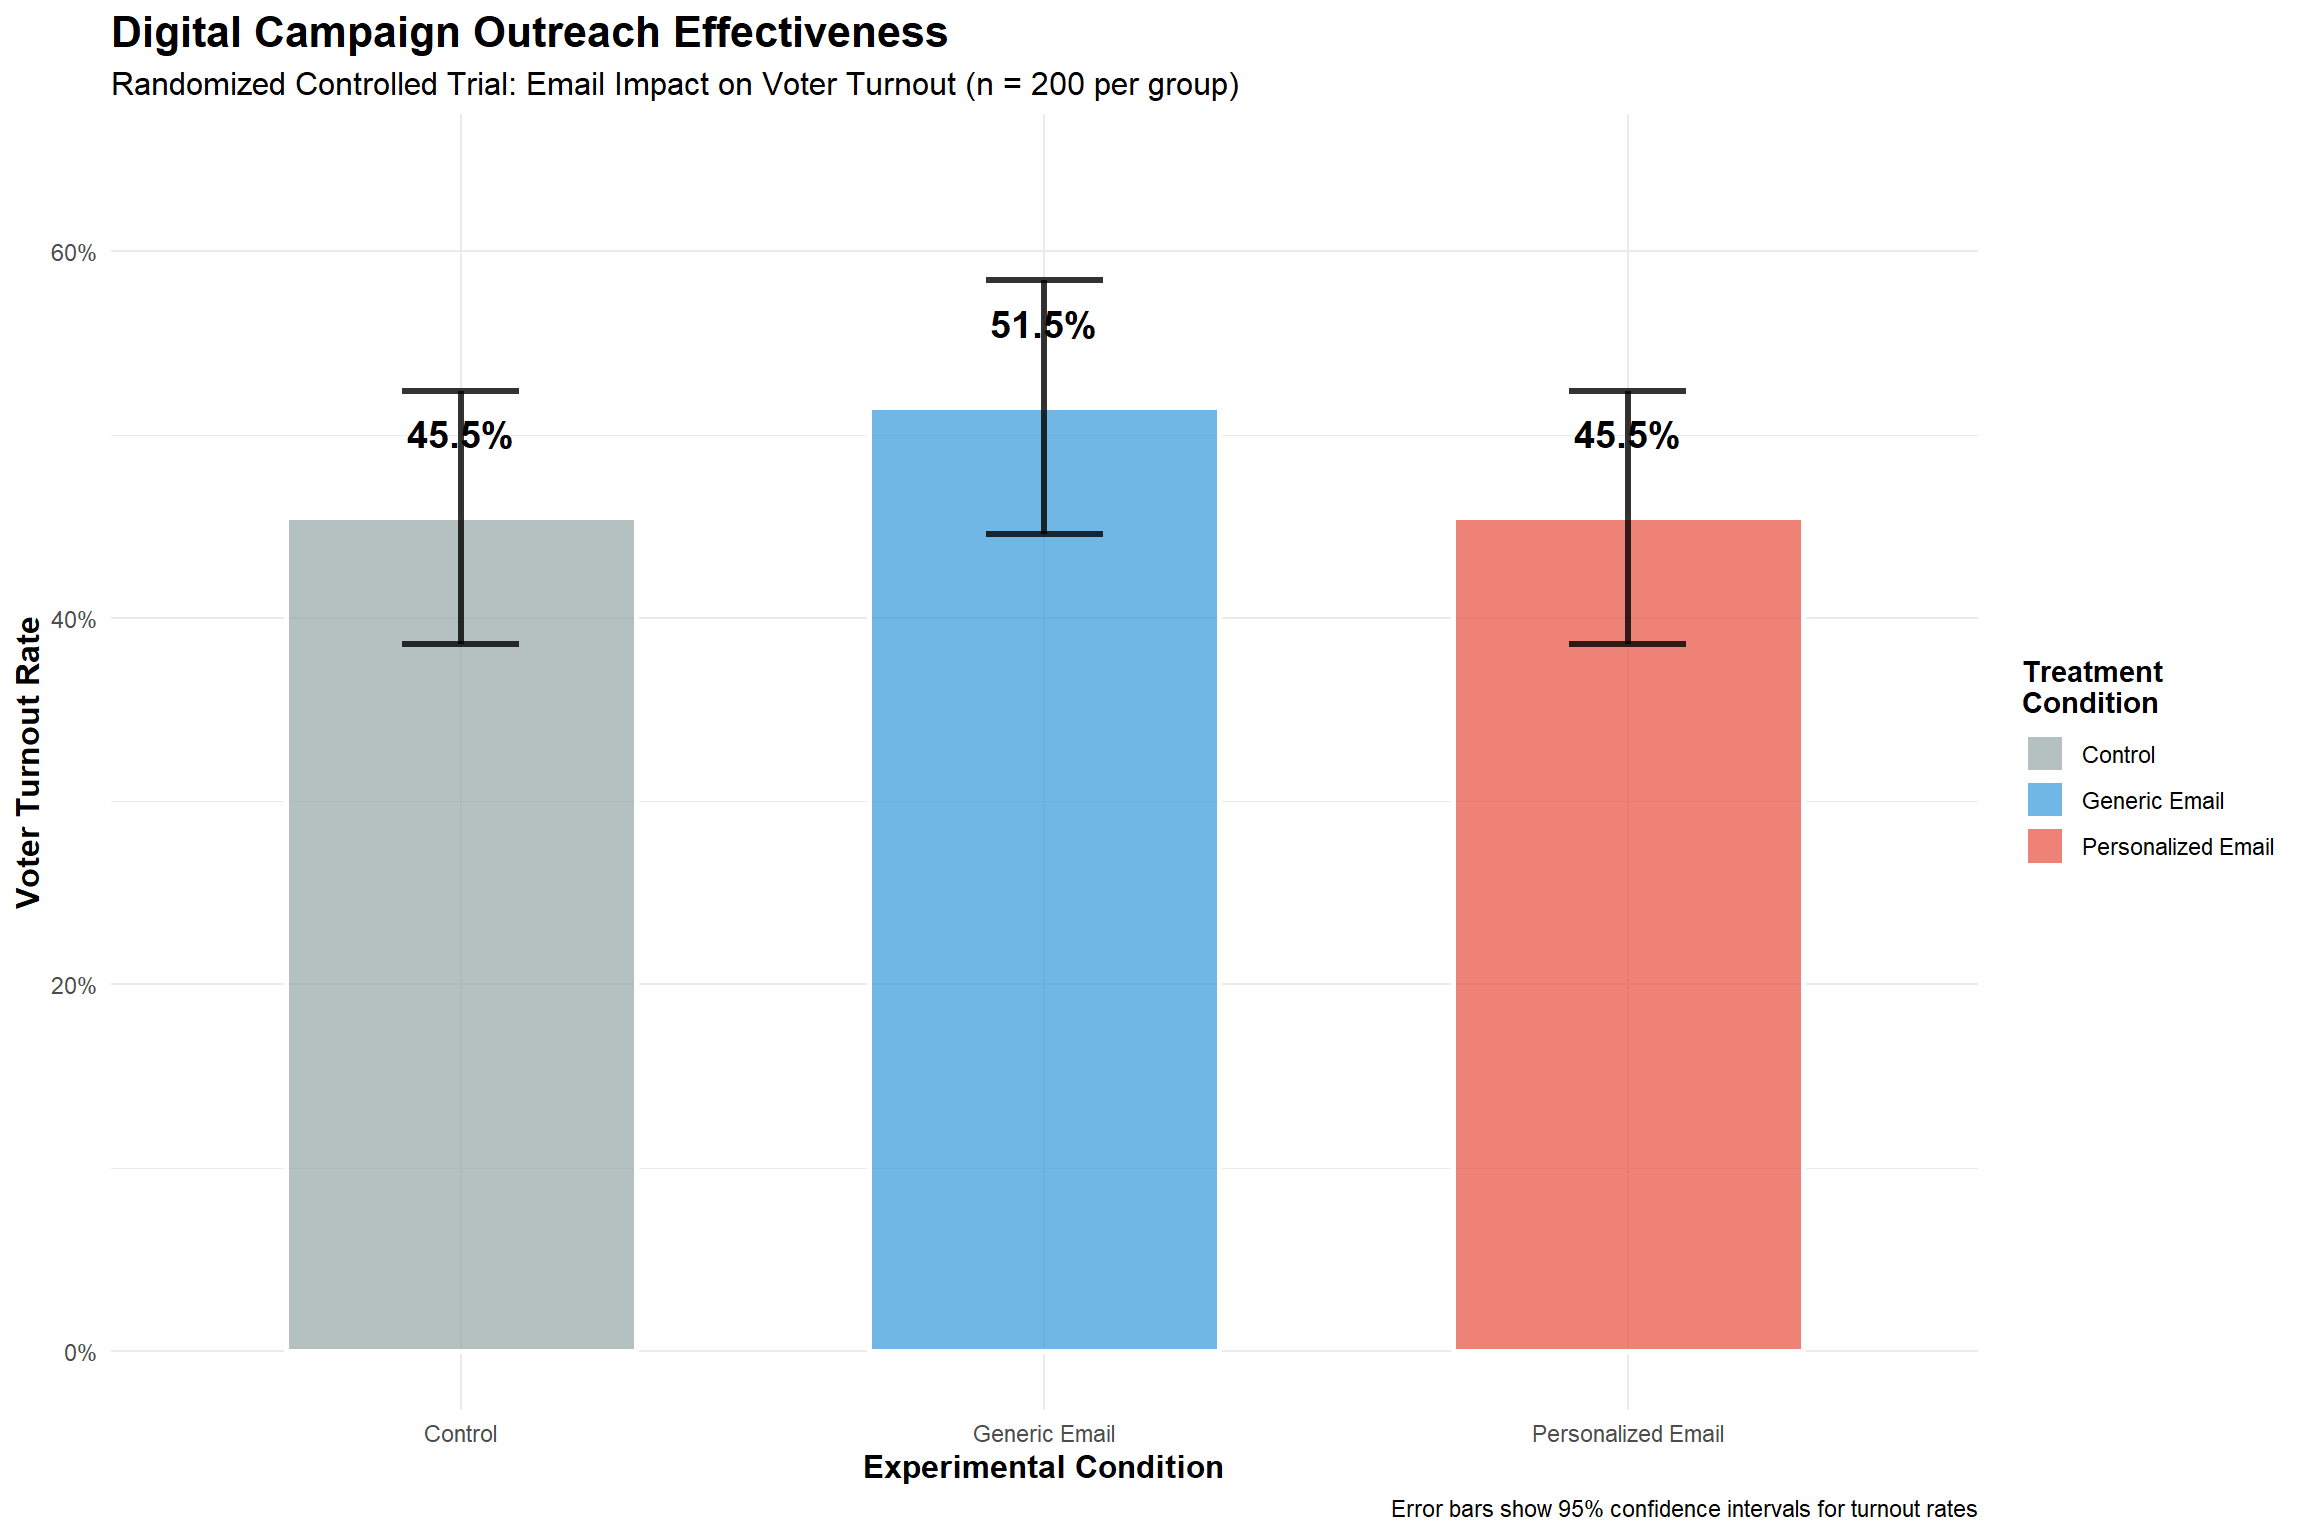 Digital Campaign Outreach Effectiveness
Randomized Controlled Trial: Email Impact on Voter Turnout (n = 200 per group)
Voter Turnout Rate
60%
40%
20%
0%
45.5%
51.5%
45.5%
Control
Generic Email
Personalized Email
Experimental Condition
Treatment
Condition
Control
Generic Email
Personalized Email
Error bars show 95% confidence intervals for turnout rates